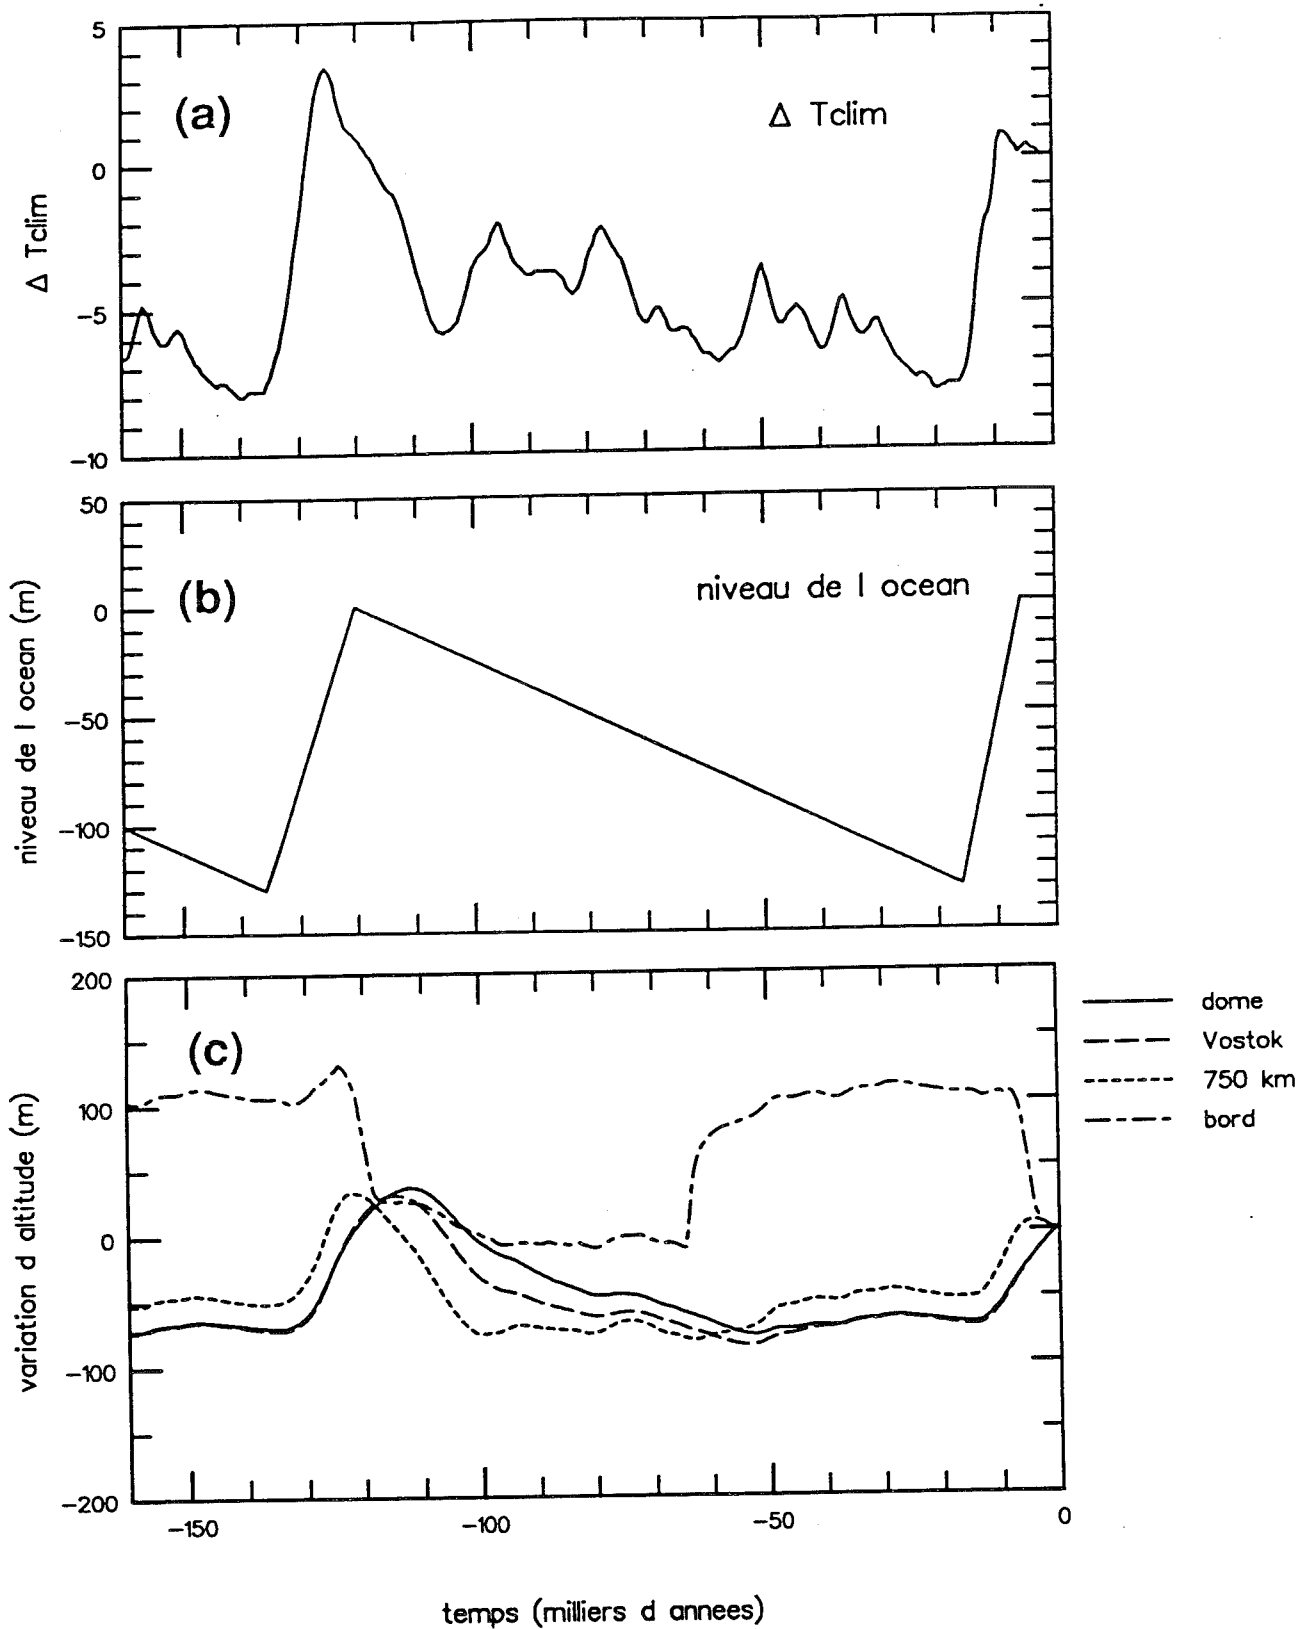 5
(a)
Δ Tclim
0
Δ Tclim
-5
-10
50
(b)
niveau de l ocean
0
niveau de l ocean (m)
-50
-100
-150
200
(c)
dome
Vostok
750 km
bord
100
variation d altitude (m)
0
-100
-200
-150
-100
-50
0
temps (milliers d annees)